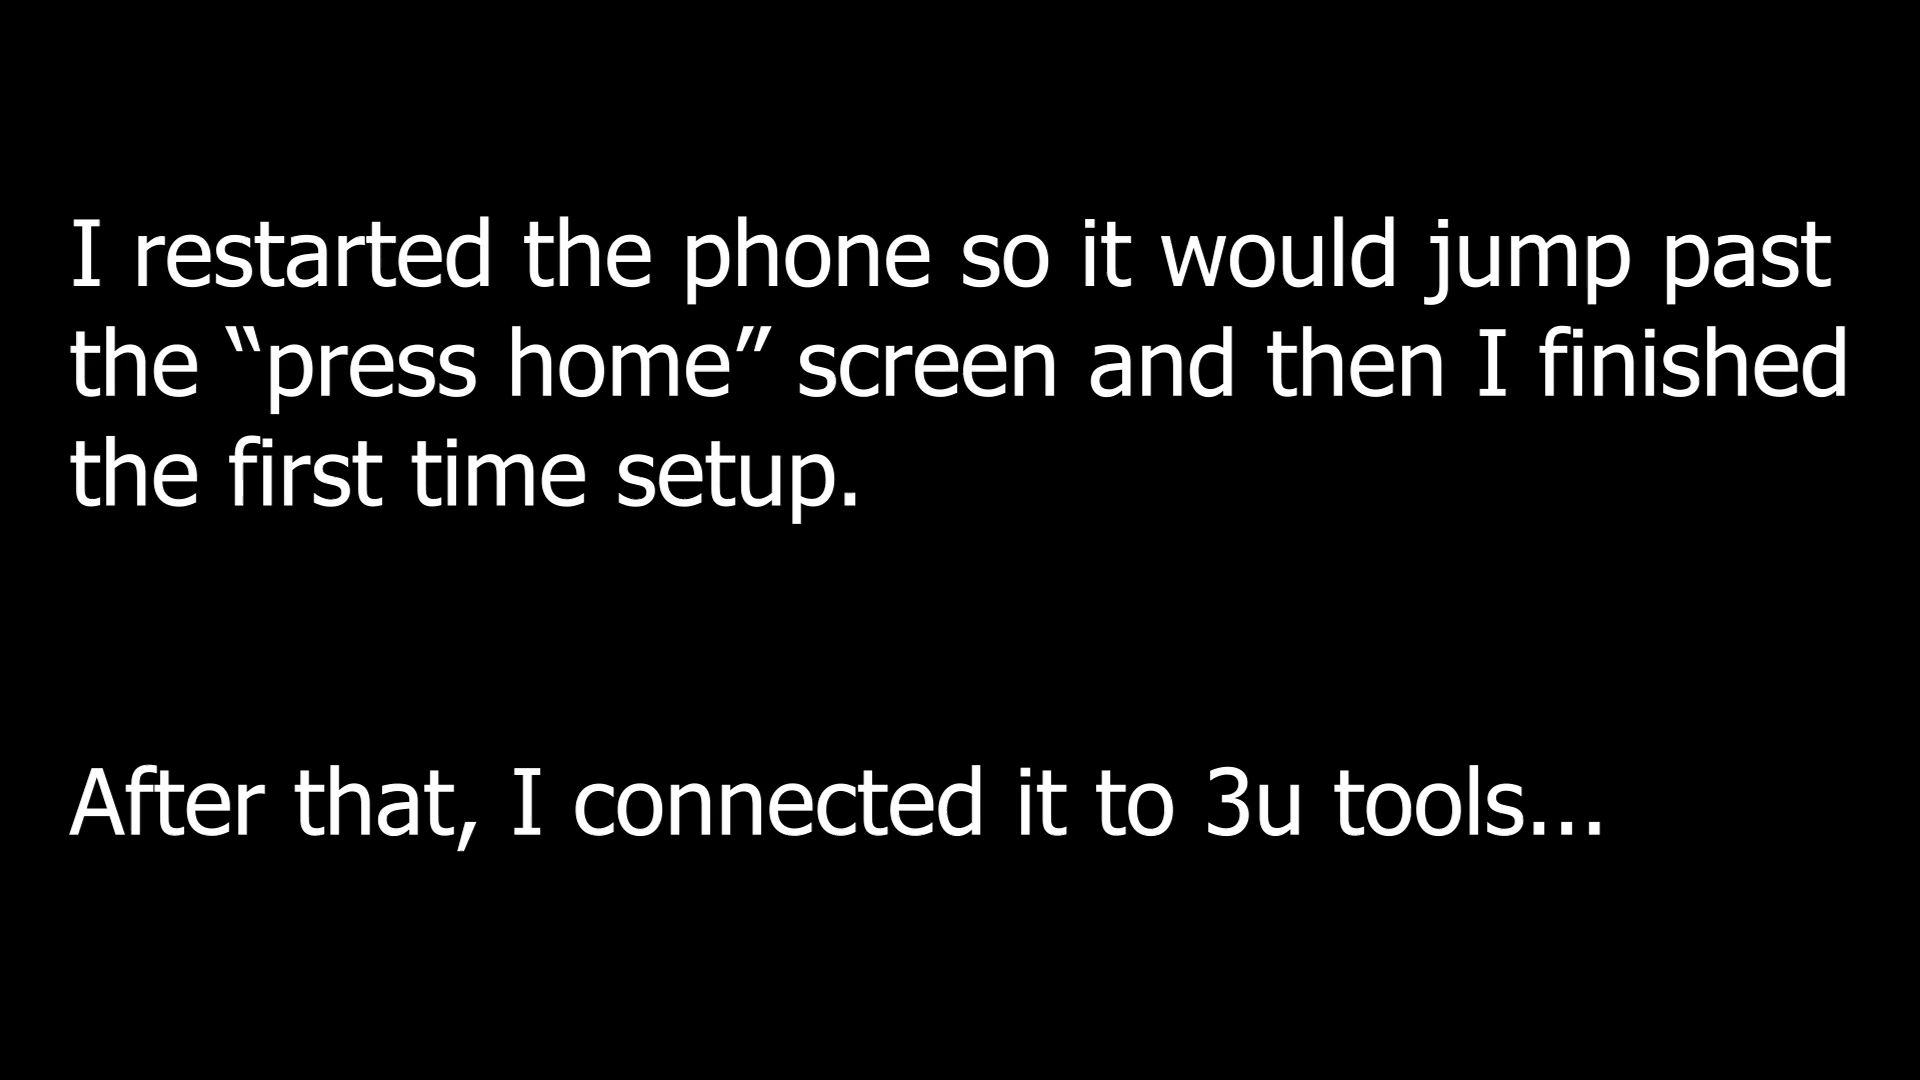 I restarted the phone so it would jump past
the “press home” screen and then I finished
the first time setup.
After that, I connected it to 3u tools...